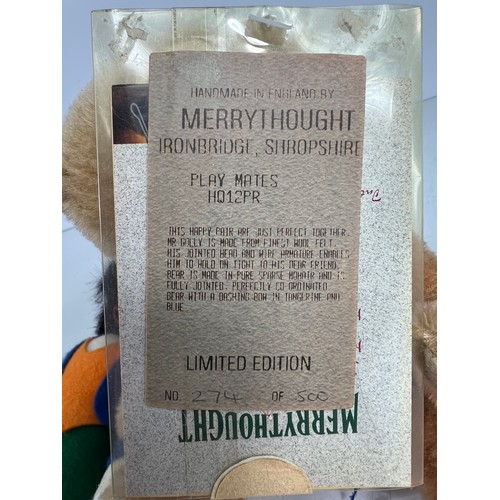 HANDMADE IN ENGLAND BY
MERRYTHOUGHT
IRONBRIDGE, SHROPSHIRE
PLAY MATES
HQ12PR
THIS HAPPY PAIR ARE JUST PERFECT TOGETHER.
MR GOLLY IS MADE FROM FINEST WOOL FELT.
HIS JOINTED HEAD AND WIRE ARMATURE ENABLES
HIM TO HOLD ON TIGHT TO HIS DEAR FRIEND.
BEAR IS MADE IN PURE SPARSE MOHAIR AND IS
FULLY JOINTED. PERFECTLY CO-ORDINATED
GEAR WITH A DASHING BOW IN TANGERINE AND
BLUE
LIMITED EDITION
NO. 274 OF 500
MERRYTHOUGHT